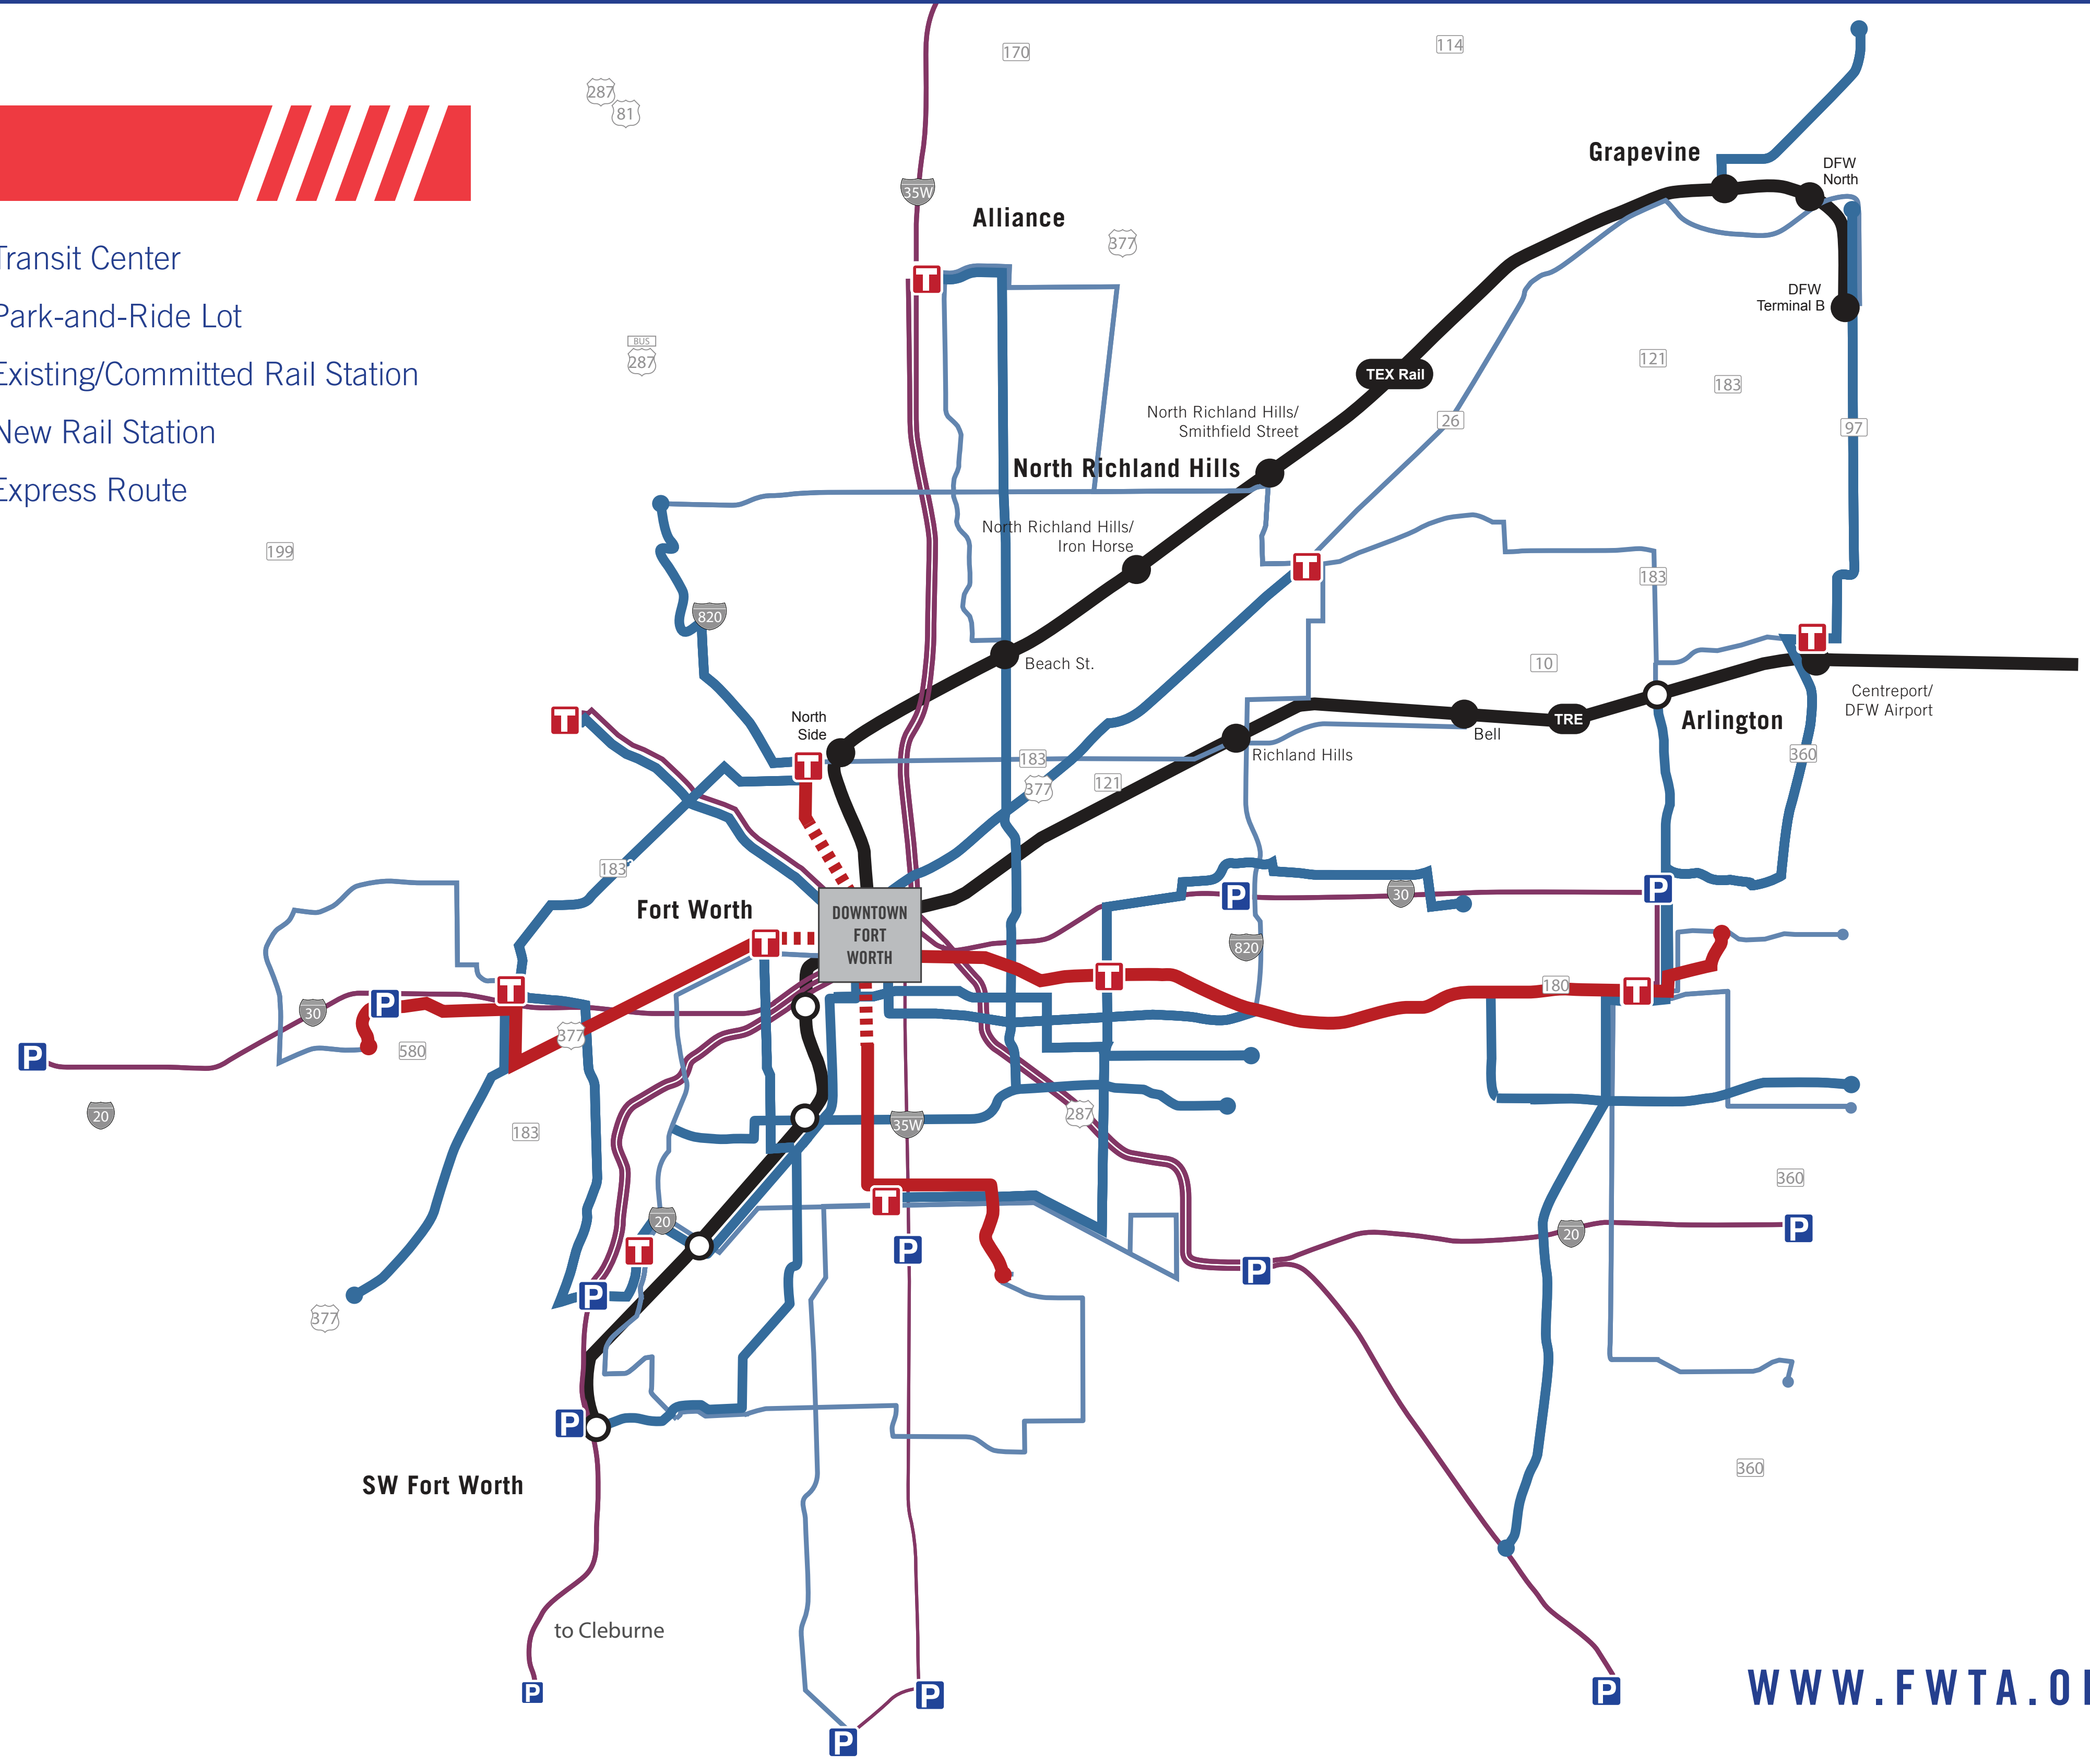 170
114
287
81
Grapevine
DFW
North
35W
Alliance
377
Transit Center
Park-and-Ride Lot
DFW
Terminal B
BUS
287
121
Existing/Committed Rail Station
TEX Rail
183
North Richland Hills/
Smithfield Street
26
97
New Rail Station
North Richland Hills
Express Route
North Richland Hills/
Iron Horse
199
T
T
183
820
T
Beach St.
10
Centreport/
DFW Airport
T
North
Side
TRE
Arlington
Bell
183
Richland Hills
360
T
377
121
183
P
P
30
Fort Worth
DOWNTOWN
FORT
WORTH
T
820
T
180
T
T
P
30
377
580
P
20
183
35W
287
360
T
20
T
P
20
P
P
P
377
P
360
SW Fort Worth
to Cleburne
P
P
P
P
WWW.FWTA.O